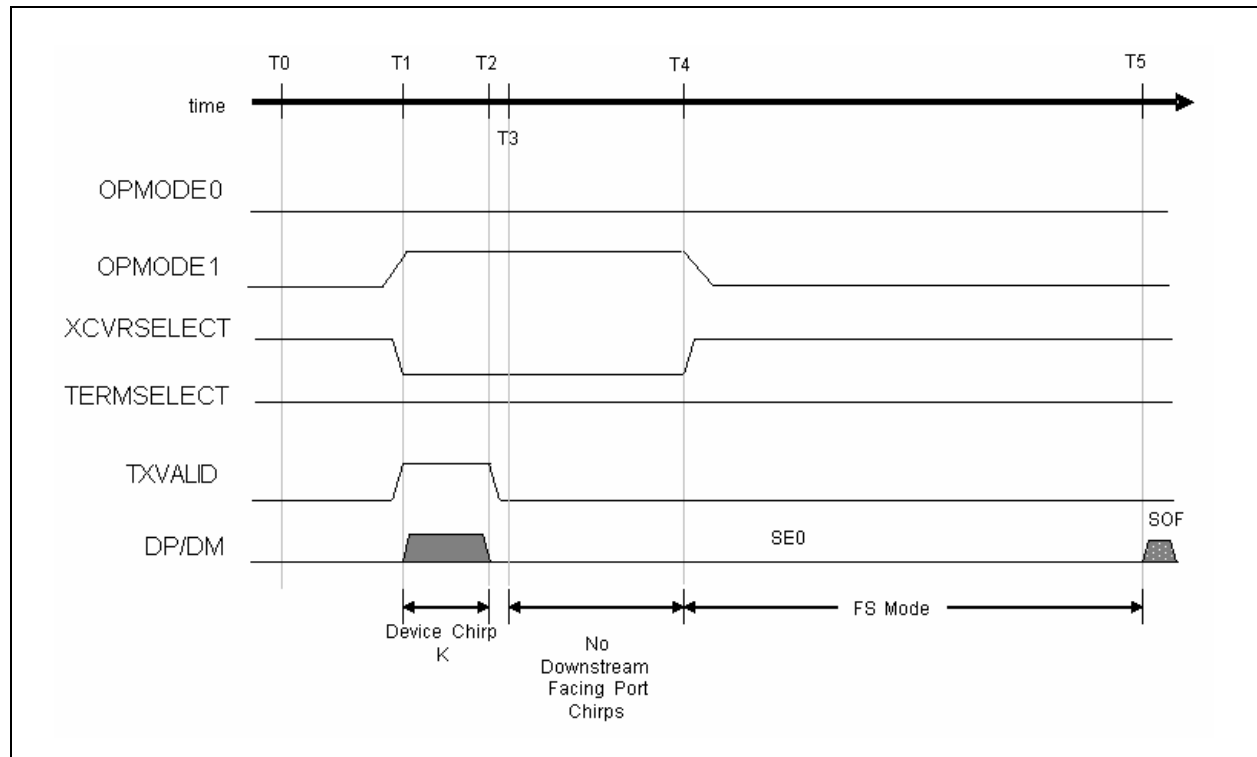 T0
T1
T2
T4
T5
time
T3
OPMODE0
OPMODE1
XCVRSELECT
TERMSELECT
TXVALID
DP/DM
SE0
SOF
Device Chirp
K
No
Downstream
Facing Port
Chirps
FS Mode